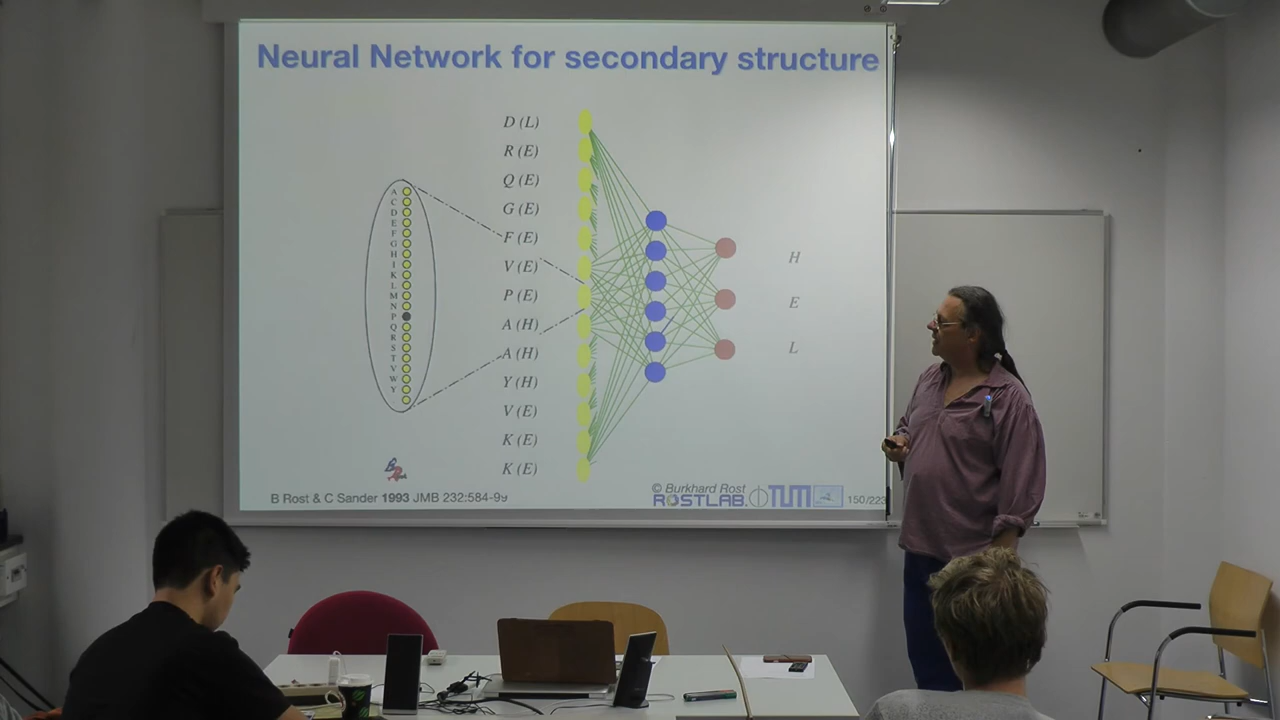 Neural Network for secondary structure
D (L)
R (E)
Q (E)
G (E)
F (E)
V (E)
P (E)
A (H)
A (H)
Y (H)
V (E)
K (E)
K (E)
A
C
D
E
F
G
H
I
K
L
M
N
P
Q
R
S
T
V
W
Y
H
E
L
B Rost & C Sander 1993 JMB 232:584-99
© Burkhard Rost
ROSTLAB. TUM
150/223